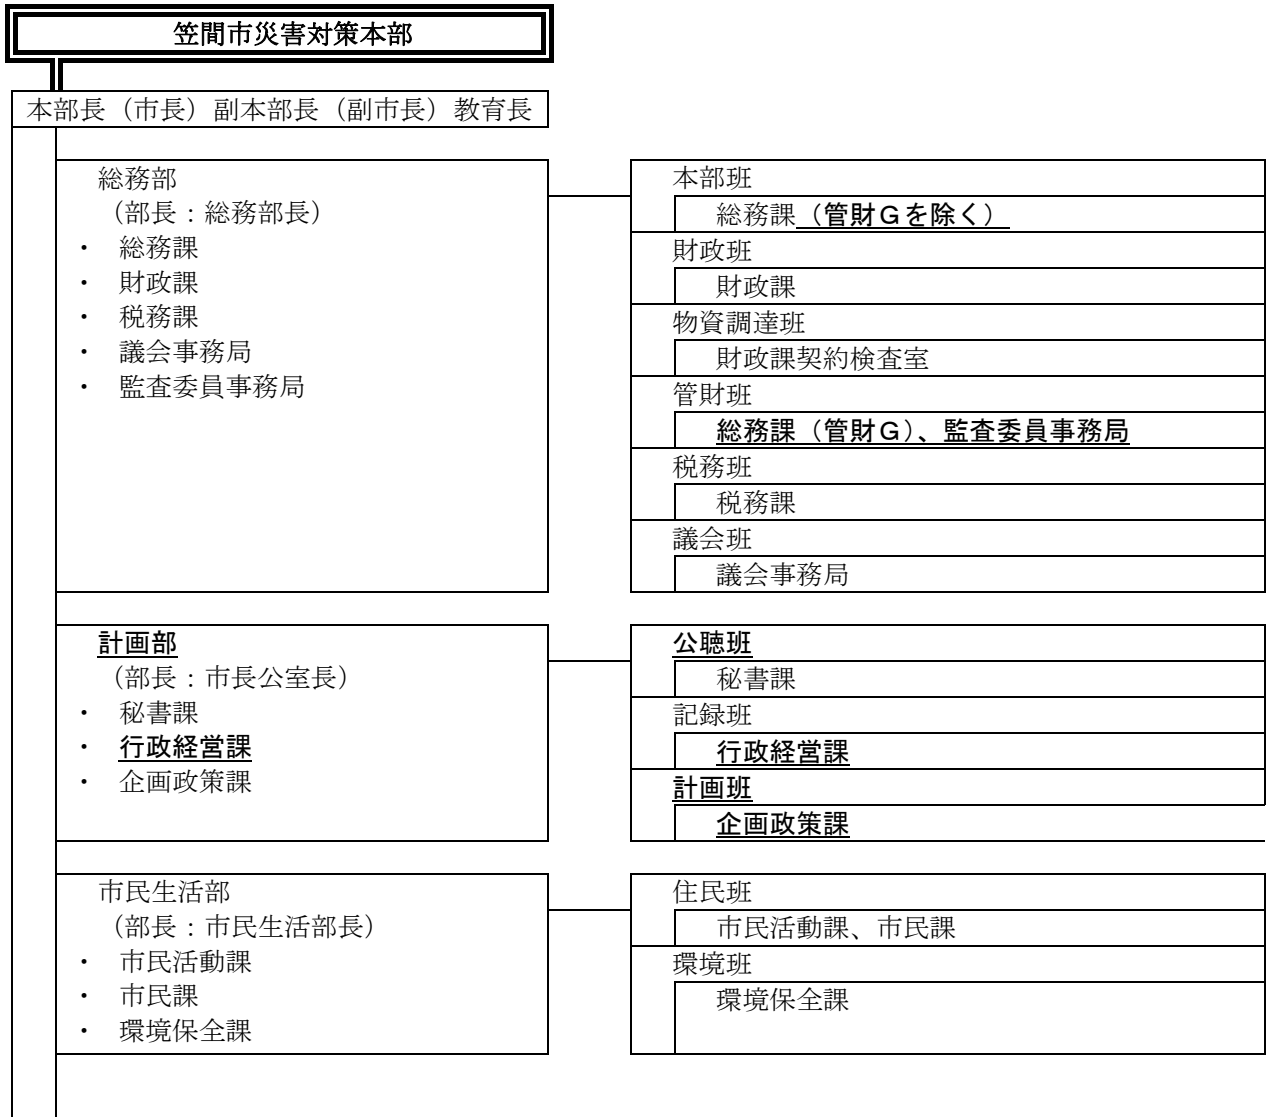 笠間市災害対策本部
本部長（市長）副本部長（副市長）教育長
総務部
（部長：総務部長）
・ 総務課
・ 財政課
・ 税務課
・ 議会事務局
・ 監査委員事務局
本部班
総務課（管財Gを除く）
財政班
財政課
物資調達班
財政課契約検査室
管財班
総務課（管財G）、監査委員事務局
税務班
税務課
議会班
議会事務局
計画部
（部長：市長公室長）
・ 秘書課
・ 行政経営課
・ 企画政策課
公聴班
秘書課
記録班
行政経営課
計画班
企画政策課
市民生活部
（部長：市民生活部長）
・ 市民活動課
・ 市民課
・ 環境保全課
住民班
市民活動課、市民課
環境班
環境保全課